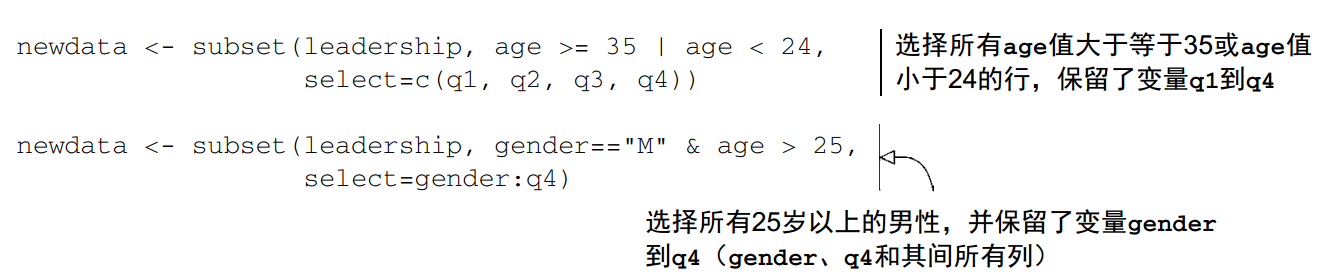 newdata <- subset(leadership, age >= 35 | age < 24,
select=c(q1, q2, q3, q4))
选择所有age值大于等于35或age值
小于24的行，保留了变量q1到q4
newdata <- subset(leadership, gender=="M" & age > 25,
select=gender:q4)
选择所有25岁以上的男性，并保留了变量gender
到q4（gender、q4和其间所有列）